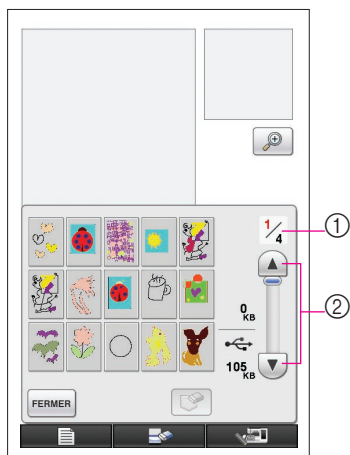 1/4
①
②
0 KB
105 KB
FERMER